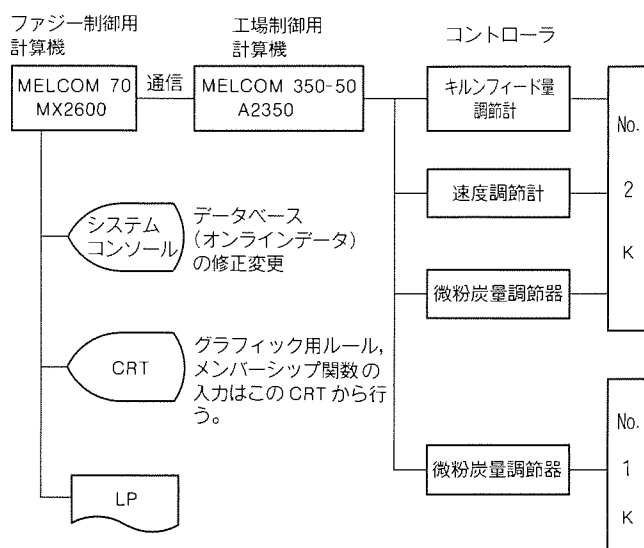 ファジー制御用
計算機
工場制御用
計算機
コントローラ
MELCOM 70
MX2600
通信
MELCOM 350-50
A2350
キルンフィード量
調節計
No.
2
K
速度調節計
システム
コンソール
データベース
(オンラインデータ)
の修正変更
微粉炭量調節器
CRT
グラフィック用ルール,
メンバーシップ関数の
入力はこの CRT から行
う。
No.
1
K
微粉炭量調節器
LP